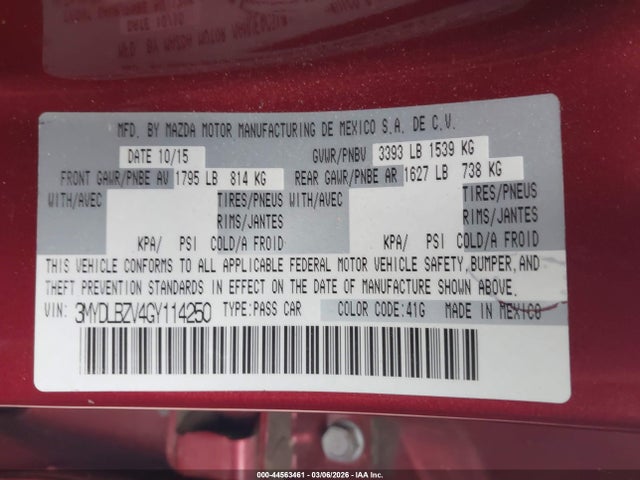 MFD. BY MAZDA MOTOR MANUFACTURING DE MEXICO S.A. DE C.V.
DATE 10/15 GVWR/PNBV 3393 LB 1539 KG
FRONT GAWR/PNBE AV 1795 LB 814 KG REAR GAWR/PNBE AR 1627 LB 738 KG
WITH/AVEC TIRES/PNEUS WITH/AVEC TIRES/PNEUS
RIMS/JANTES RIMS/JANTES
KPA/ PSI COLD/A FROID KPA/ PSI COLD/A FROID
THIS VEHICLE CONFORMS TO ALL APPLICABLE FEDERAL MOTOR VEHICLE SAFETY, BUMPER, AND
THEFT PREVENTION STANDARDS IN EFFECT ON THE DATE OF MANUFACTURE SHOWN ABOVE.
VIN: 3MYDLBZV4GY114250 TYPE: PASS CAR COLOR CODE: 41G MADE IN MEXICO
000-44563461 - 03/06/2026 - IAA Inc.